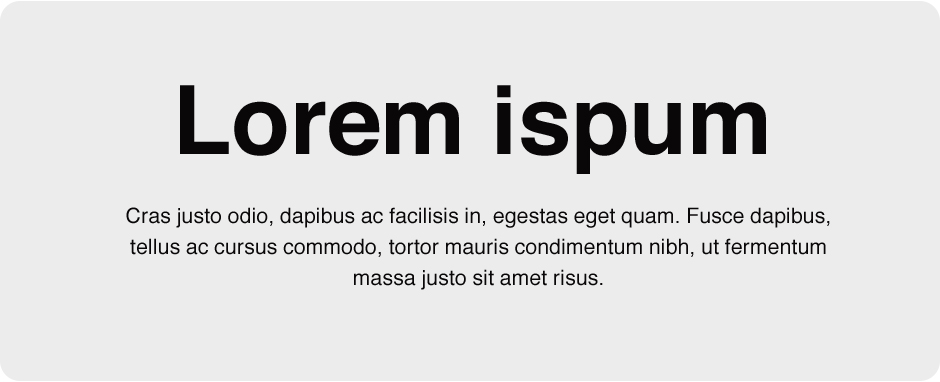 Lorem ispum
Cras justo odio, dapibus ac facilisis in, egestas eget quam. Fusce dapibus,
tellus ac cursus commodo, tortor mauris condimentum nibh, ut fermentum
massa justo sit amet risus.